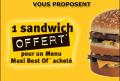 VOUS PROPOSENT
1 sandwich
OFFERT
pour un Menu
Maxi Best Of™ acheté